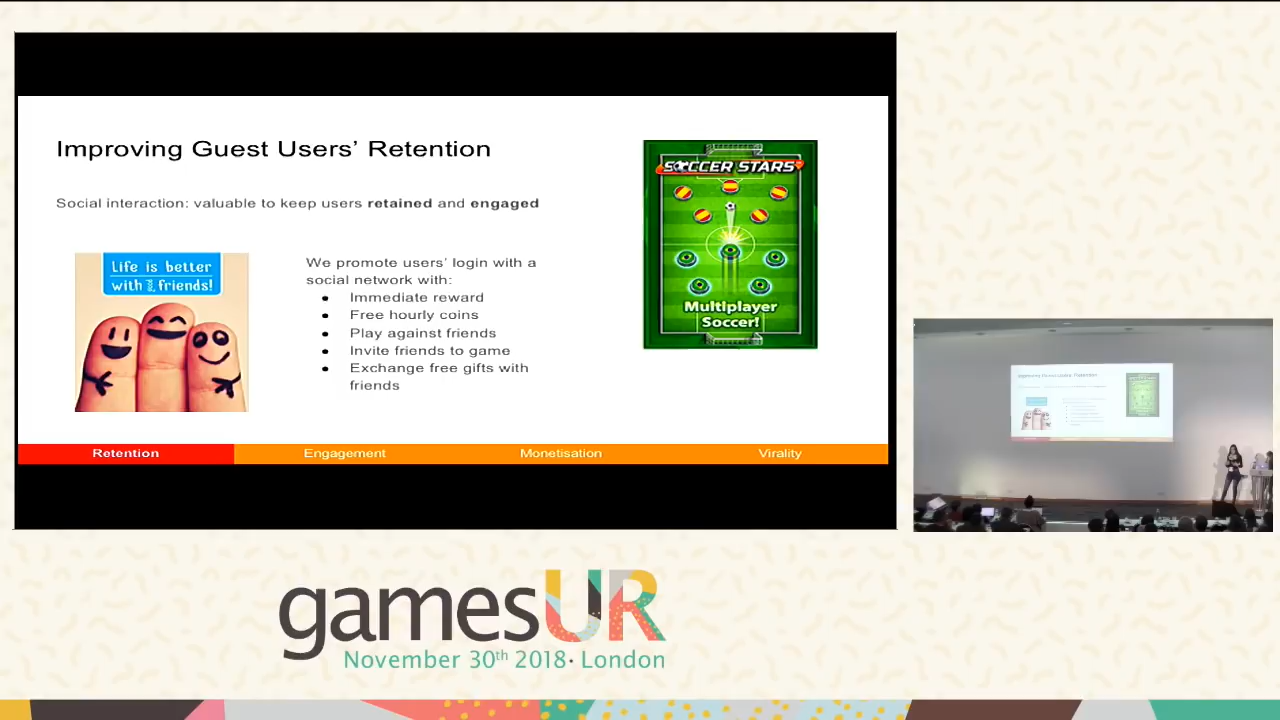 Improving Guest Users' Retention
Social interaction: valuable to keep users retained and engaged
Life is better
with friends!
We promote users' login with a
social network with:
● Immediate reward
● Free hourly coins
● Play against friends
● Invite friends to game
● Exchange free gifts with
friends
SOCCER STARS
Multiplayer
Soccer!
Retention Engagement Monetisation Virality
gamesUR
November 30th 2018 · London